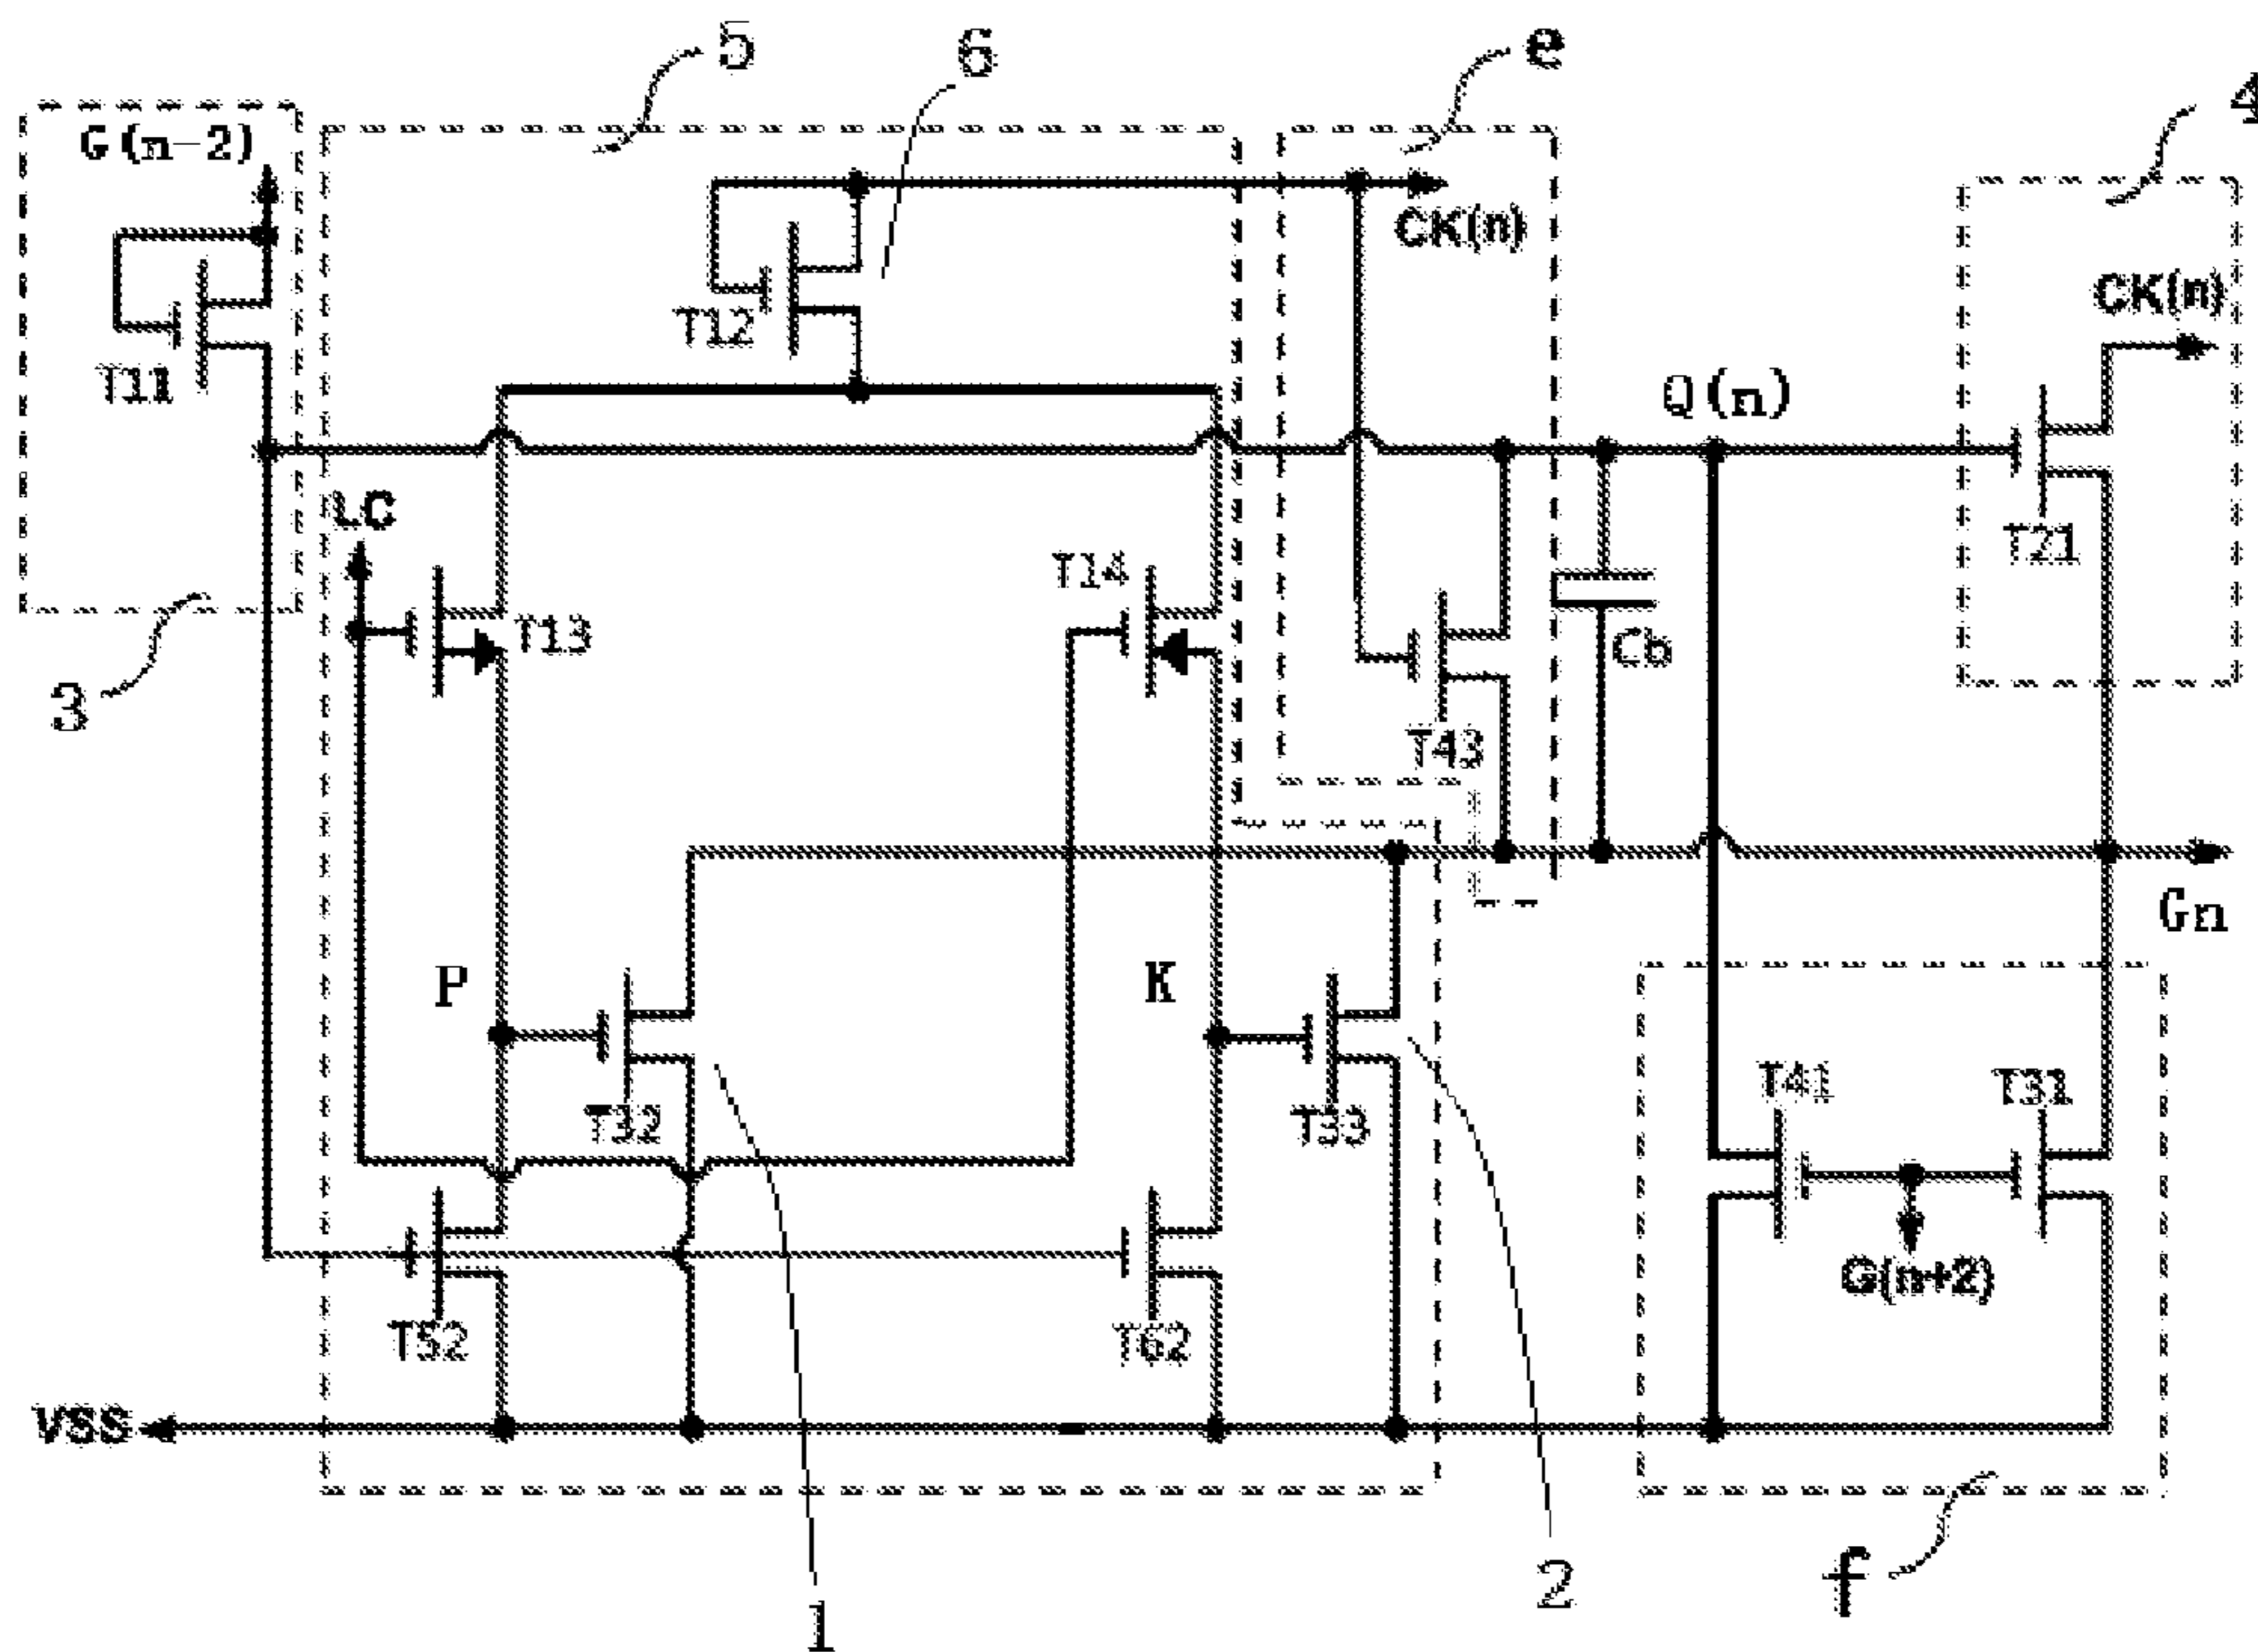 5
6
e
4
G(n-2)
CK(n)
CK(n)
T12
T11
Q(n)
LC
T14
T21
T13
Cb
3
T43
Gn
P
K
T41
T31
T32
T33
G(n+2)
T52
T62
VSS
f
2
1